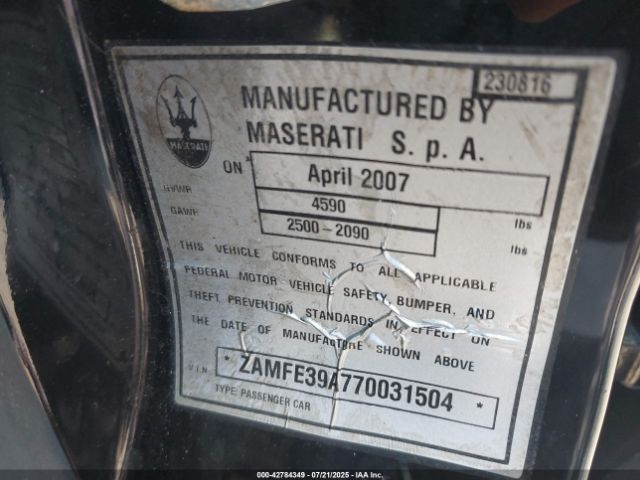 230816
MASERATI
MANUFACTURED BY
MASERATI S. p. A.
ON April 2007
GVWR 4590 lbs
GAWR 2500-2090 lbs
THIS VEHICLE CONFORMS TO ALL APPLICABLE
FEDERAL MOTOR VEHICLE SAFETY, BUMPER, AND
THEFT PREVENTION STANDARDS IN EFFECT ON
THE DATE OF MANUFACTURE SHOWN ABOVE
V.I.N. * ZAMFE39A770031504 *
TYPE: PASSENGER CAR
000-42784349 - 07/21/2025 - IAA Inc.